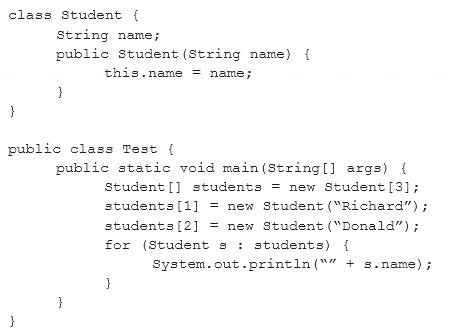 class Student {
String name;
public Student(String name) {
this.name = name;
}
}
public class Test {
public static void main(String[] args) {
Student[] students = new Student[3];
students[1] = new Student(“Richard”);
students[2] = new Student(“Donald”);
for (Student s : students) {
System.out.println(“” + s.name);
}
}
}